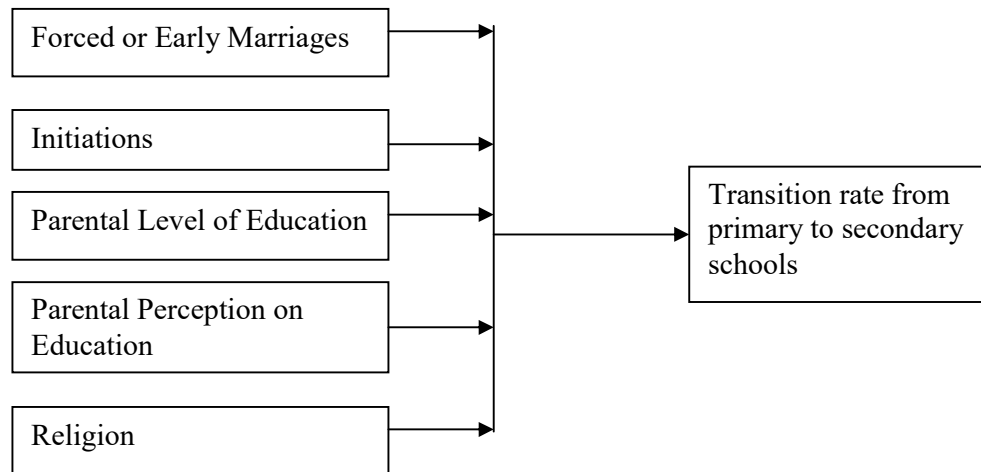 Forced or Early Marriages
Initiations
Parental Level of Education
Parental Perception on
Education
Religion
Transition rate from
primary to secondary
schools